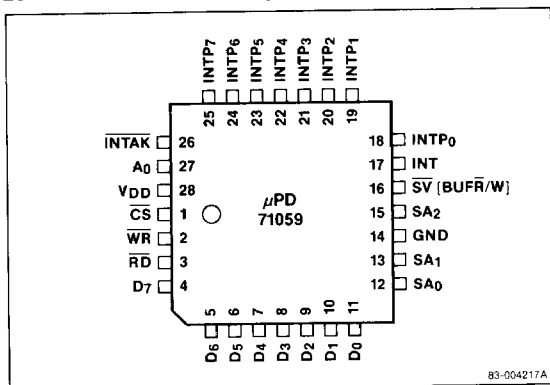 INTP7 INTP6 INTP5 INTP4 INTP3 INTP2 INTP1
25 24 23 22 21 20 19
INTAK 26
A0 27
VDD 28
CS 1
WR 2
RD 3
D7 4
μPD
71059
18 INTP0
17 INT
16 SV [BUFR/W]
15 SA2
14 GND
13 SA1
12 SA0
5 6 7 8 9 10 11
D6 D5 D4 D3 D2 D1 D0
83-004217A